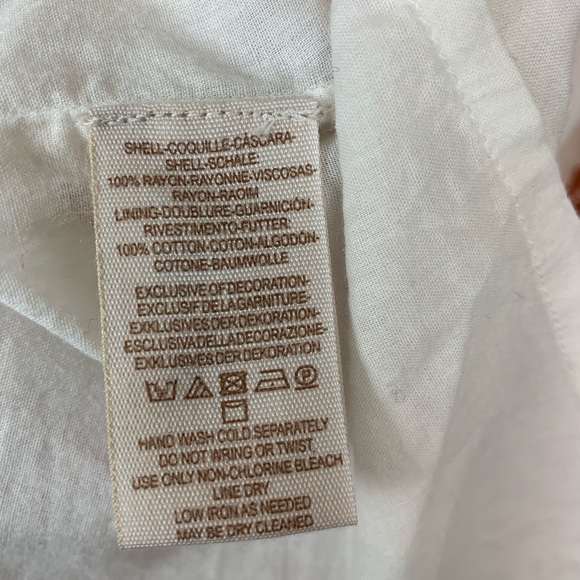 SHELL-COQUILLE-CÁSCARA-
SHELL-SCHALE:
100% RAYON-RAYONNE-VISCOSAS-
RAYON-RAOIM
LINING-DOUBLURE-GUARNICIÓN-
RIVESTIMENTO-FUTTER
100% COTTON-COTON-ALGODÓN-
COTONE-BAUMWOLLE
EXCLUSIVE OF DECORATION-
EXCLUSIF DE LA GARNITURE-
EXKLUSIVES DER DEKORATION-
ESCLUSIVA DELLA DECORAZIONE-
EXKLUSIVES DER DEKORATION
HAND WASH COLD SEPARATELY
DO NOT WRING OR TWIST
USE ONLY NON-CHLORINE BLEACH
LINE DRY
LOW IRON AS NEEDED
MAY BE DRY CLEANED